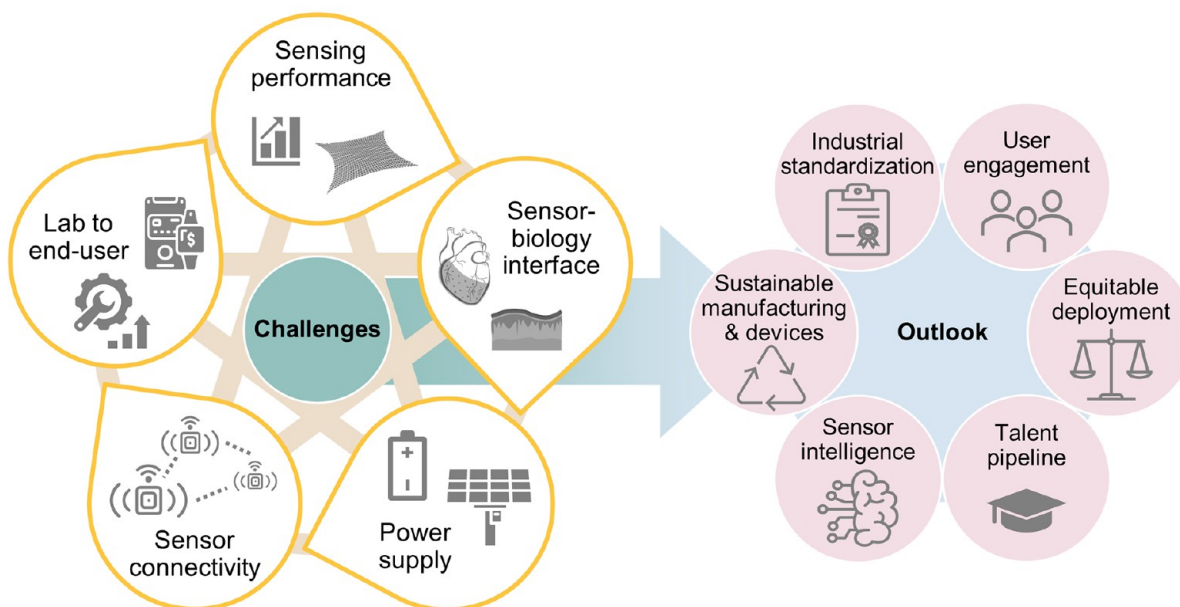 Sensing
performance
Lab to
end-user
Sensor-
biology
interface
Challenges
Sensor
connectivity
Power
supply
Industrial
standardization
User
engagement
Sustainable
manufacturing
& devices
Outlook
Equitable
deployment
Sensor
intelligence
Talent
pipeline
$
+
-